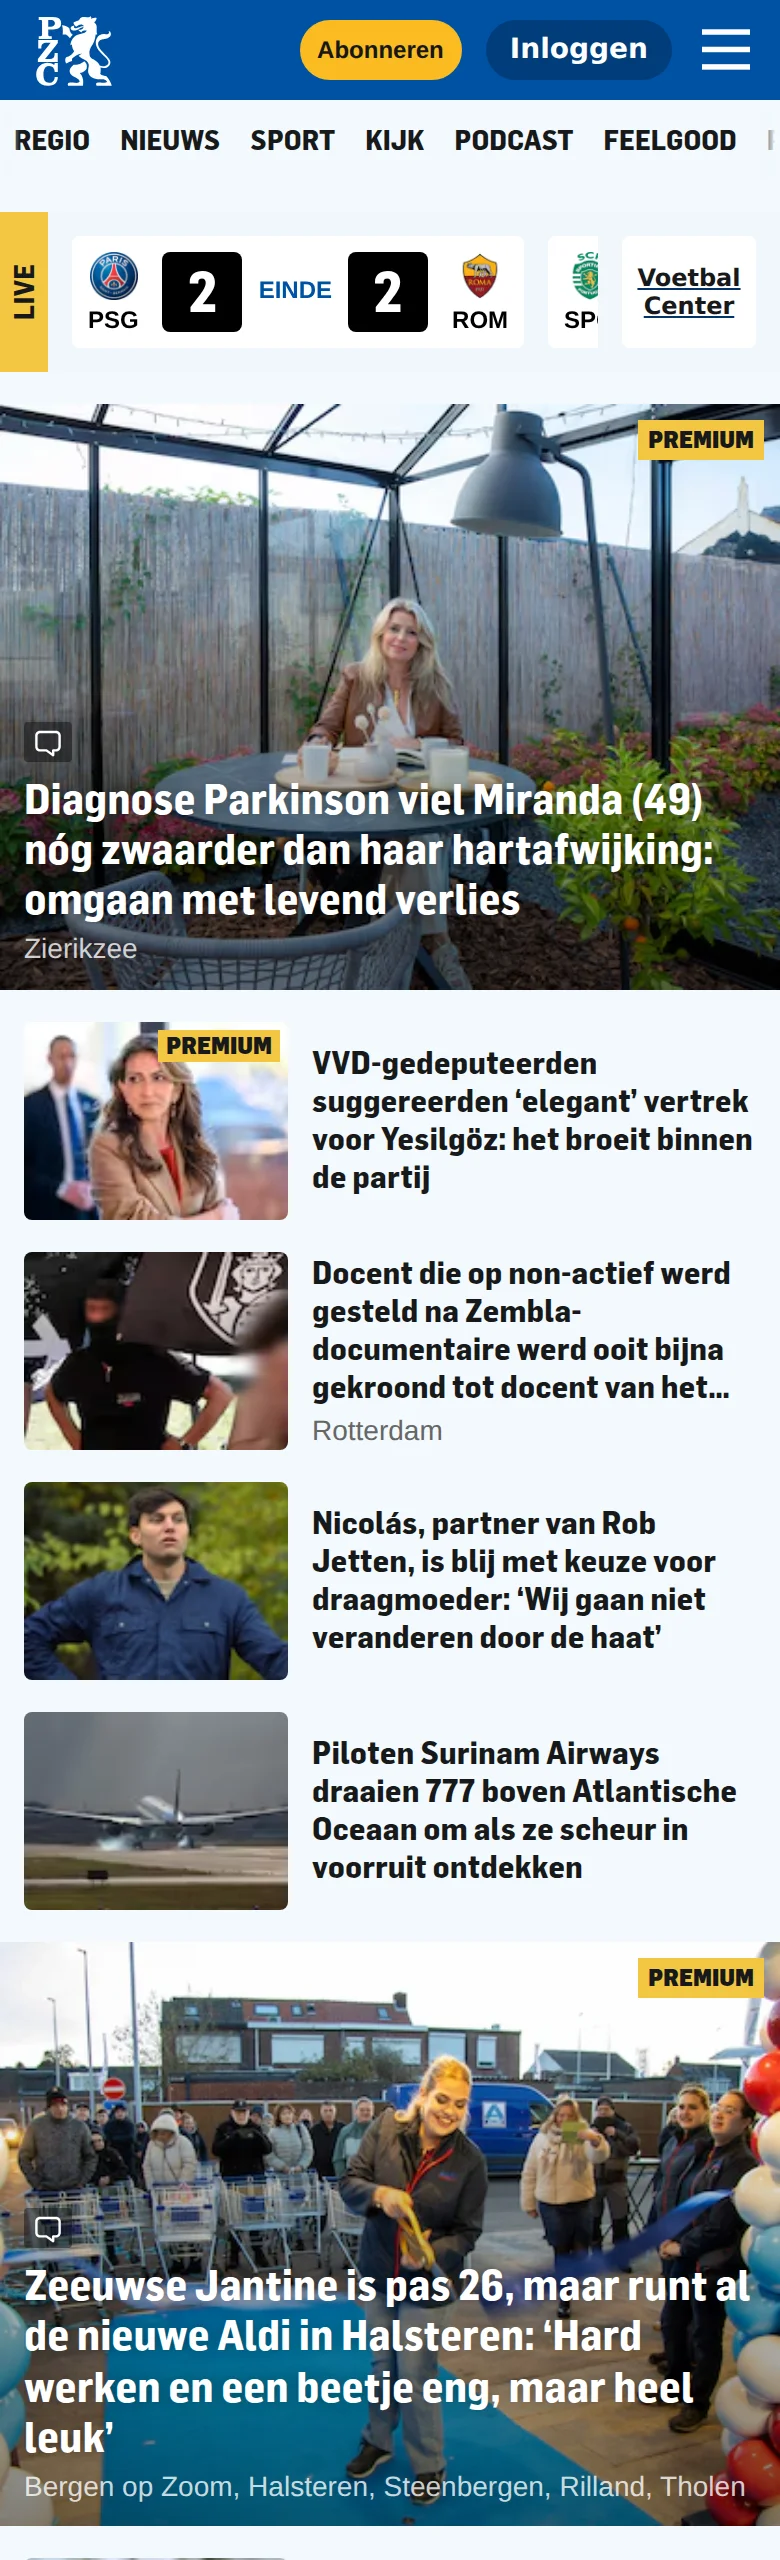 PZC
Abonneren
Inloggen
REGIO NIEUWS SPORT KIJK PODCAST FEELGOOD
LIVE
PSG
2
EINDE
2
ROM
Voetbal
Center
PREMIUM
Diagnose Parkinson viel Miranda (49)
nóg zwaarder dan haar hartafwijking:
omgaan met levend verlies
Zierikzee
PREMIUM
VVD-gedeputeerden
suggereerden ‘elegant’ vertrek
voor Yesilgöz: het broeit binnen
de partij
Docent die op non-actief werd
gesteld na Zembla-
documentaire werd ooit bijna
gekroond tot docent van het...
Rotterdam
Nicolás, partner van Rob
Jetten, is blij met keuze voor
draagmoeder: ‘Wij gaan niet
veranderen door de haat’
Piloten Surinam Airways
draaien 777 boven Atlantische
Oceaan om als ze scheur in
voorruit ontdekken
PREMIUM
Zeeuwse Jantine is pas 26, maar runt al
de nieuwe Aldi in Halsteren: ‘Hard
werken en een beetje eng, maar heel
leuk’
Bergen op Zoom, Halsteren, Steenbergen, Rilland, Tholen